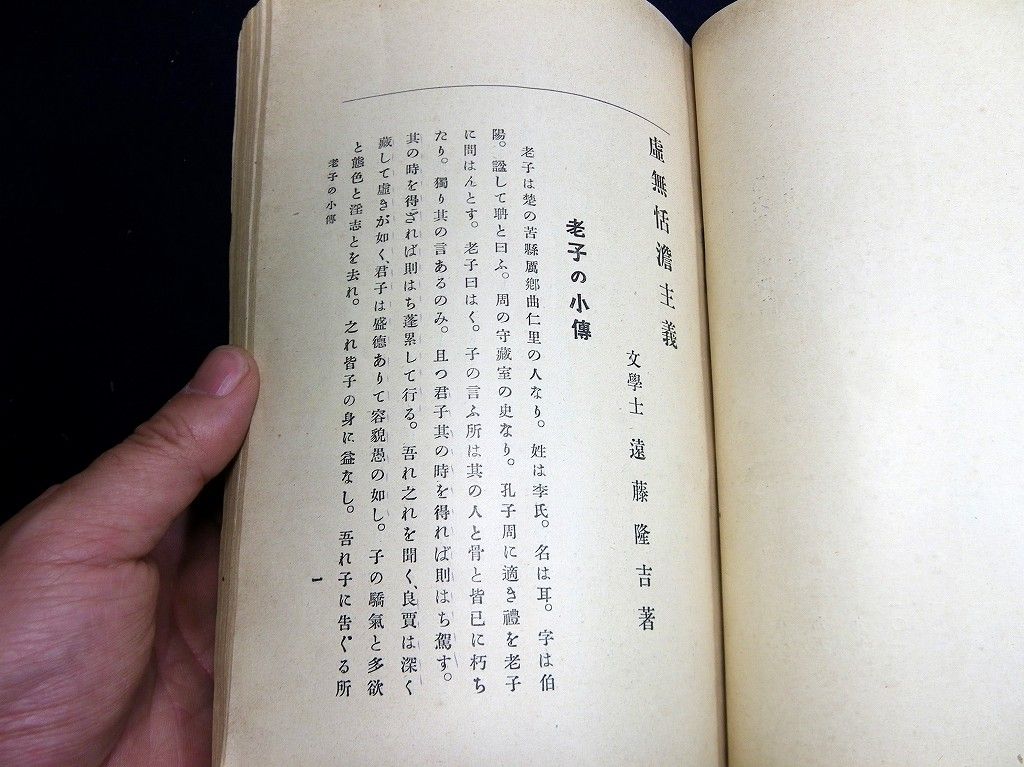 虛無恬澹主義
文學士 遠藤隆吉著
老子の小傳
老子は楚の苦縣厲鄕曲仁里の人なり。姓は李氏。名は耳。字は伯
陽。諡して聃と曰ふ。周の守藏室の史なり。孔子周に適き禮を老子
に問はんとす。老子曰はく。子の言ふ所は其の人と骨と皆已に朽ち
たり。獨り其の言あるのみ。且つ君子其の時を得れば則はち駕す。
其の時を得ざれば則はち蓬累して行る。吾れ之れを聞く、良賈は深く
藏して虛きが如く、君子は盛德ありて容貌愚の如し。子の驕氣と多欲
と態色と淫志とを去れ。之れ皆子の身に益なし。吾れ子に吿ぐる所
老子の小傳
一